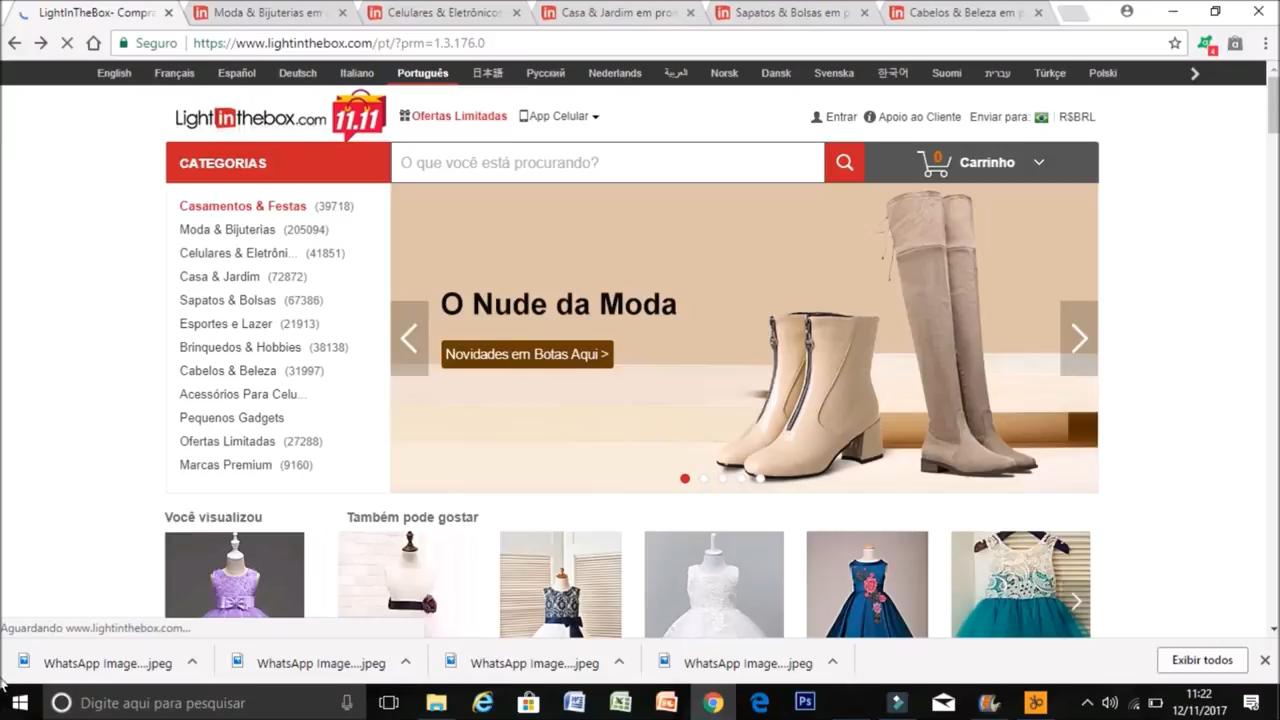 LightInTheBox- Compra
Moda & Bijuterias em
Celulares & Eletrônicos
Casa & Jardim em pro
Sapatos & Bolsas em p
Cabelos & Beleza em p
Seguro
https://www.lightinthebox.com/pt/?prm=1.3.176.0
4
English Français Español Deutsch Italiano Português 日本語 Русский Nederlands العربية Norsk Dansk Svenska 한국어 Suomi עברית Türkçe Polski
Lightinthebox.com 11.11 Ofertas Limitadas App Celular Entrar Apoio ao Cliente Enviar para: R$BRL
CATEGORIAS O que você está procurando? 0 Carrinho
Casamentos & Festas (39718)
Moda & Bijuterias (205094)
Celulares & Eletrôni... (41851)
Casa & Jardim (72872)
Sapatos & Bolsas (67386)
Esportes e Lazer (21913)
Brinquedos & Hobbies (38138)
Cabelos & Beleza (31997)
Acessórios Para Celu...
Pequenos Gadgets
Ofertas Limitadas (27288)
Marcas Premium (9160)
O Nude da Moda
Novidades em Botas Aqui >
Você visualizou Também pode gostar
Aguardando www.lightinthebox.com...
WhatsApp Image....jpeg WhatsApp Image....jpeg WhatsApp Image....jpeg WhatsApp Image....jpeg Exibir todos
Digite aqui para pesquisar
Ps
11:22
12/11/2017